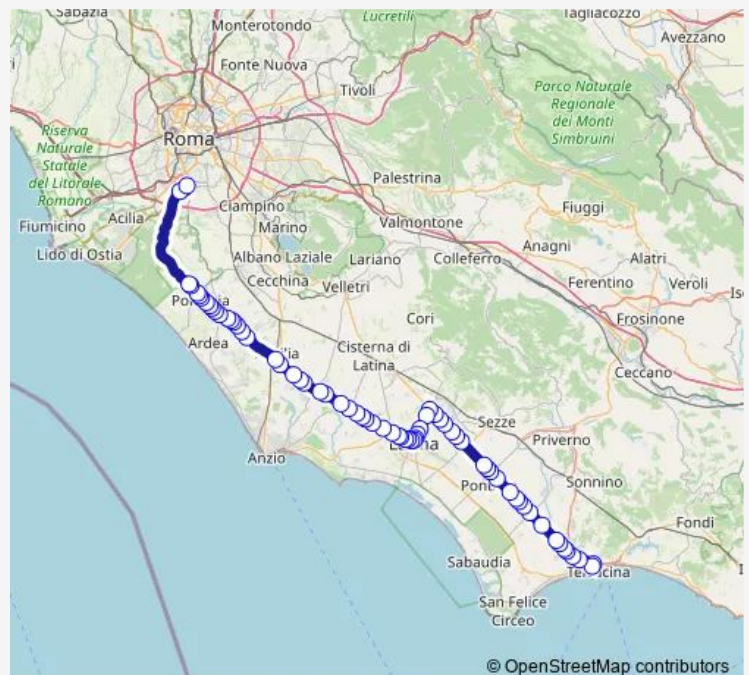 Sabazia
Lucretili
Tagliacozzo
Monterotondo
Avezzano
Fonte Nuova
Tivoli
Parco Naturale
Regionale
dei Monti
Simbruini
Riserva
Naturale
Statale
del Litorale
Romano
Roma
Palestrina
Fiuggi
Fiumicino
Acilia
Ciampino
Marino
Valmontone
Anagni
Alatri
Lido di Ostia
Albano Laziale
Lariano
Colleferro
Cecchina
Velletri
Ferentino
Veroli
Frosinone
Cori
Ardea
Cisterna di
Latina
Ceccano
Sezze
Priverno
Anzio
Pont
Sonnino
Fondi
Sabaudia
San Felice
Circeo
© OpenStreetMap contributors